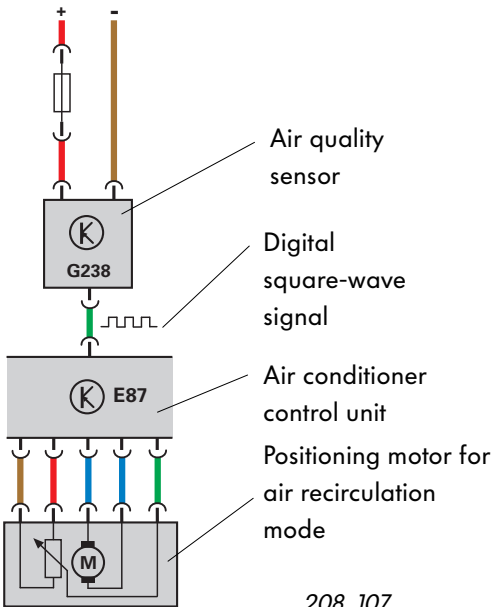 + -
Air quality
sensor
G238
Digital
square-wave
signal
E87
Air conditioner
control unit
Positioning motor for
air recirculation
mode
M
208_107